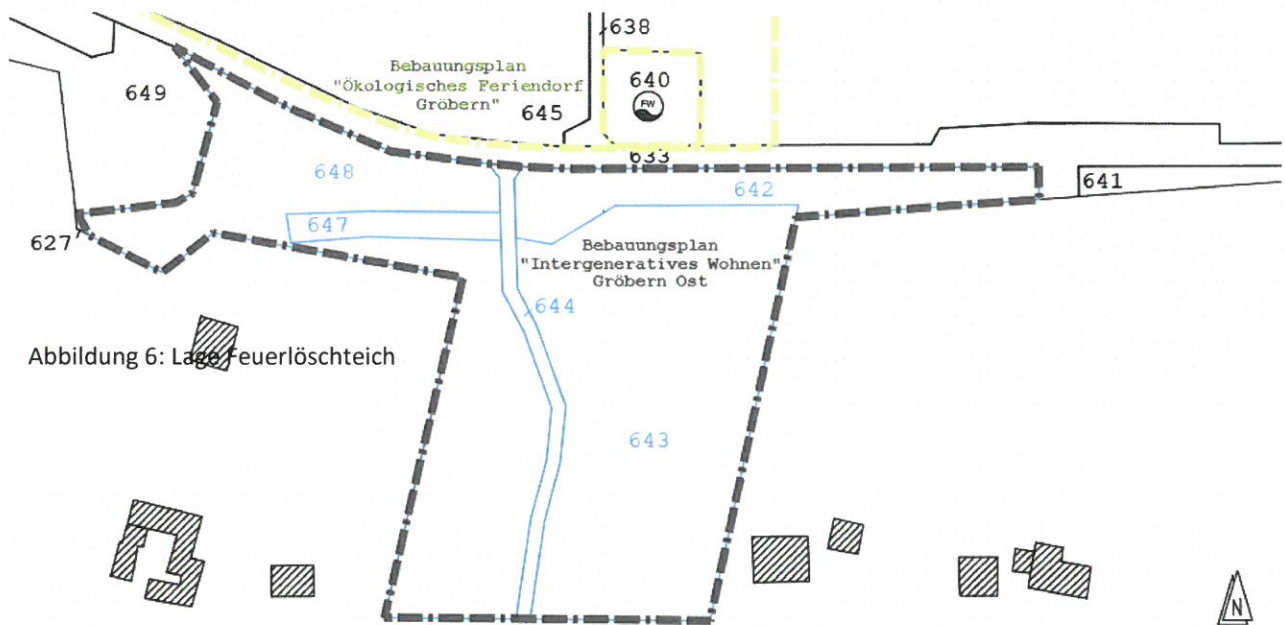 638
Bebauungsplan
"Ökologisches Feriendorf
Gröbern"
640
649
FW
645
633
648
642
641
647
627
Bebauungsplan
"Intergeneratives Wohnen"
Gröbern Ost
644
Abbildung 6: Lage Feuerlöschteich
643
N